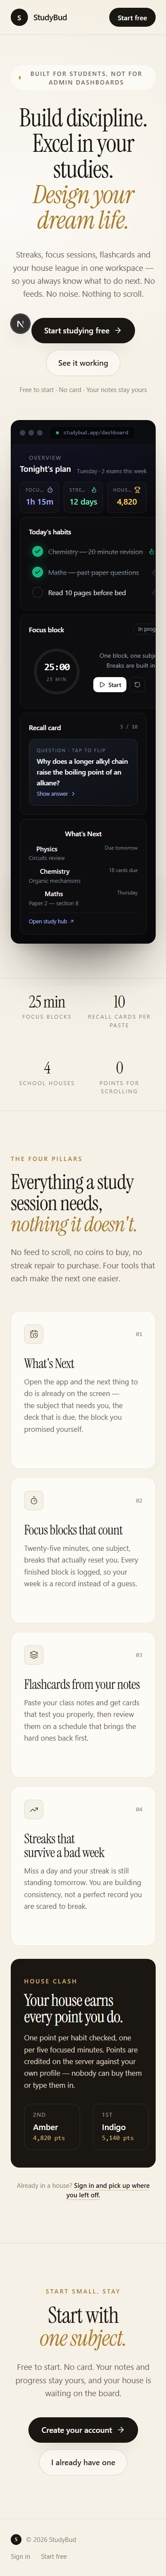 S StudyBud Start free
BUILT FOR STUDENTS, NOT FOR
ADMIN DASHBOARDS
Build discipline.
Excel in your
studies.
Design your
dream life.
Streaks, focus sessions, flashcards and
your house league in one workspace —
so you always know what to do next. No
feeds. No noise. Nothing to scroll.
N
Start studying free →
See it working
Free to start · No card · Your notes stay yours
studybud.app/dashboard
OVERVIEW
Tonight's plan Tuesday · 2 exams this week
FOCU… STRE… HOUS…
1h 15m 12 days 4,820
Today's habits
Chemistry — 20 minute revision
Maths — past paper questions
Read 10 pages before bed
Focus block In prog
25:00
25 MIN
One block, one subje
Breaks are built in
Start
Recall card 3 / 18
QUESTION · TAP TO FLIP
Why does a longer alkyl chain
raise the boiling point of an
alkane?
Show answer
What's Next
Physics Due tomorrow
Circuits review
Chemistry 18 cards due
Organic mechanisms
Maths Thursday
Paper 2 — section B
Open study hub ↗
25 min
FOCUS BLOCKS
10
RECALL CARDS PER
PASTE
4
SCHOOL HOUSES
0
POINTS FOR
SCROLLING
THE FOUR PILLARS
Everything a study
session needs,
nothing it doesn't.
No feed to scroll, no coins to buy, no
streak repair to purchase. Four tools that
each make the next one easier.
01
What's Next
Open the app and the next thing to
do is already on the screen —
the subject that needs you, the
deck that is due, the block you
promised yourself.
02
Focus blocks that count
Twenty-five minutes, one subject,
breaks that actually reset you. Every
finished block is logged, so your
week is a record instead of a guess.
03
Flashcards from your notes
Paste your class notes and get cards
that test you properly, then review
them on a schedule that brings the
hard ones back first.
04
Streaks that
survive a bad week
Miss a day and your streak is still
standing tomorrow. You are building
consistency, not a perfect record you
are scared to break.
HOUSE CLASH
Your house earns
every point you do.
One point per habit checked, one
per five focused minutes. Points are
credited on the server against your
own profile — nobody can buy them
or type them in.
2ND
Amber
4,820 pts
1ST
Indigo
5,140 pts
Already in a house? Sign in and pick up where
you left off.
START SMALL, STAY
Start with
one subject.
Free to start. No card. Your notes and
progress stay yours, and your house is
waiting on the board.
Create your account →
I already have one
S © 2026 StudyBud
Sign in Start free